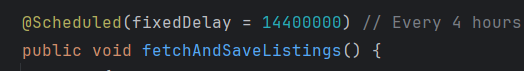 @Scheduled(fixedDelay = 14400000) // Every 4 hours
public void fetchAndSaveListings() {